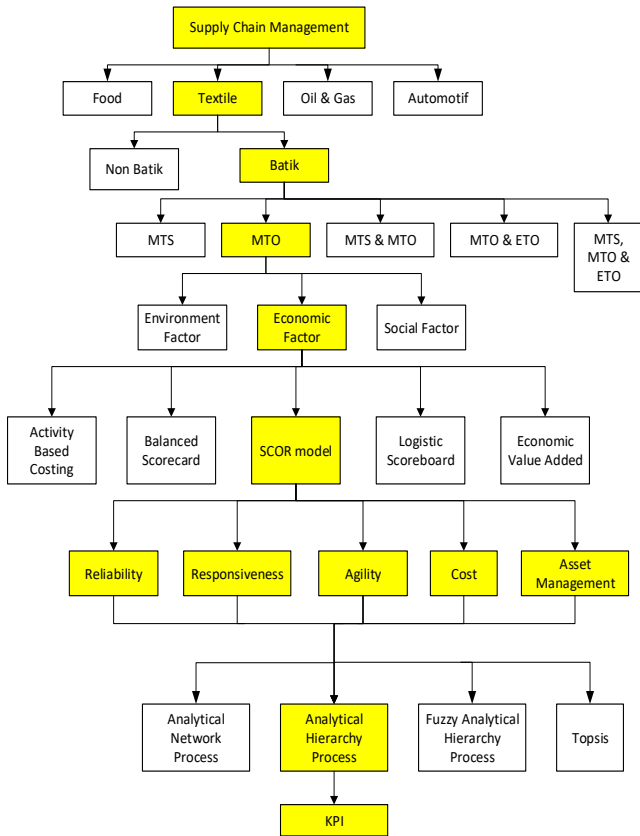 Supply Chain Management
Food
Textile
Oil & Gas
Automotif
Non Batik
Batik
MTS
MTO
MTS & MTO
MTO & ETO
MTS,
MTO &
ETO
Environment
Factor
Economic
Factor
Social Factor
Activity
Based
Costing
Balanced
Scorecard
SCOR model
Logistic
Scoreboard
Economic
Value Added
Reliability
Responsiveness
Agility
Cost
Asset
Management
Analytical
Network
Process
Analytical
Hierarchy
Process
Fuzzy Analytical
Hierarchy
Process
Topsis
KPI